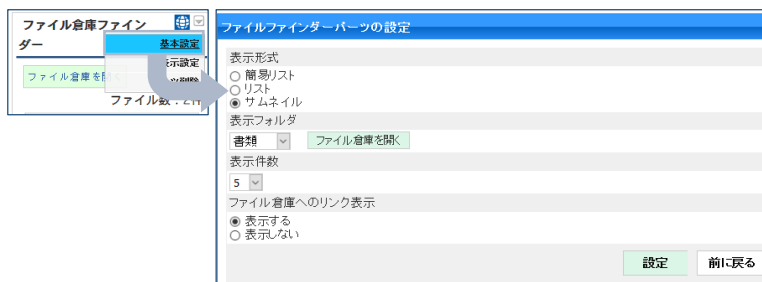 ファイル倉庫ファイン
ダー
基本設定
示設定
ファイル倉庫を
ファイル数：2件
ファイルファインダーパーツの設定
表示形式
簡易リスト
リスト
サムネイル
表示フォルダ
書類
ファイル倉庫を開く
表示件数
5
ファイル倉庫へのリンク表示
表示する
表示しない
設定
前に戻る